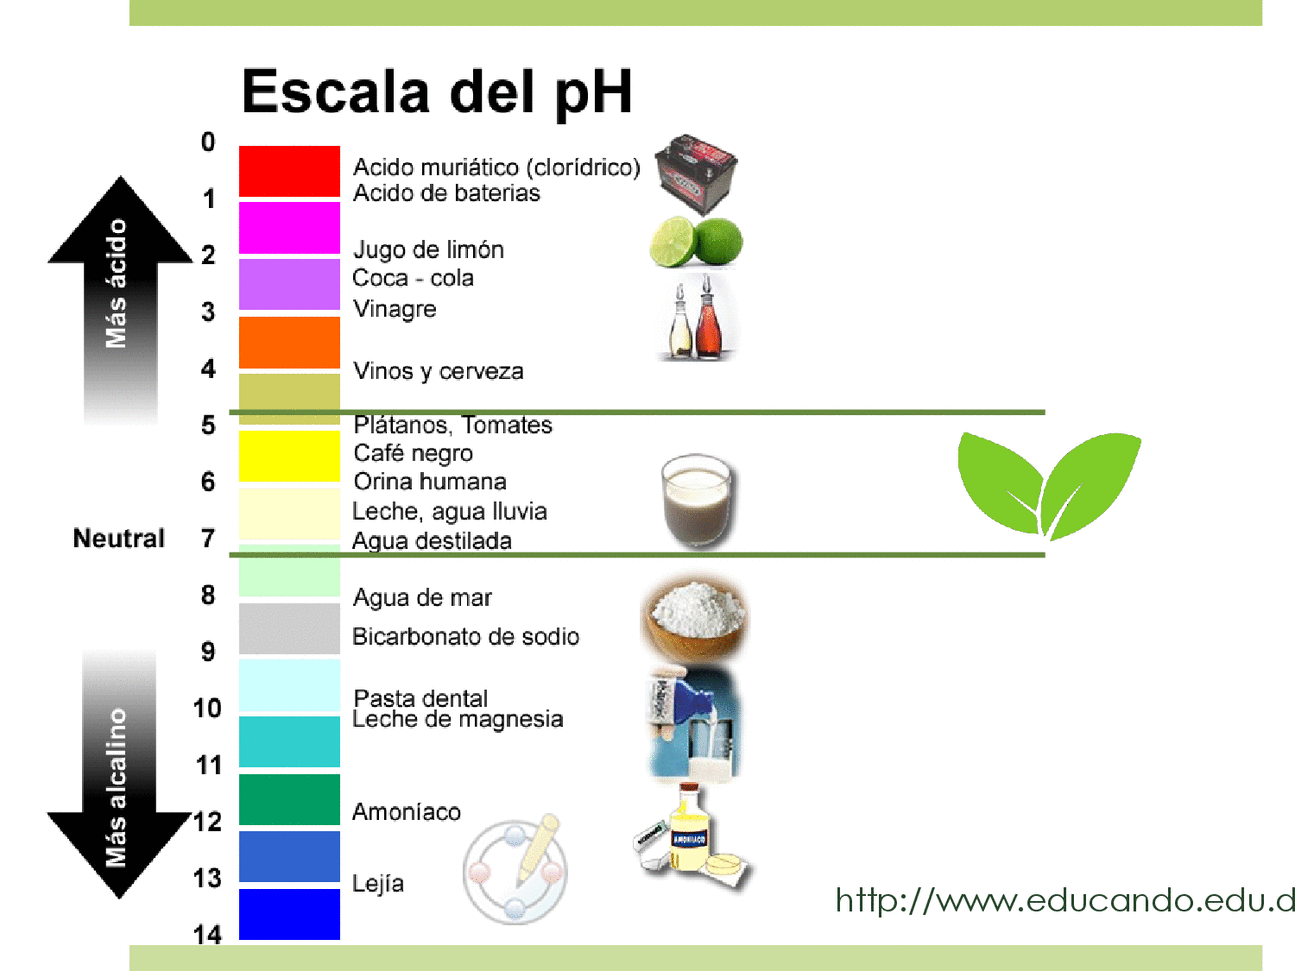 Escala del pH
0
Acido muriático (clorídrico)
Acido de baterias
1
Más ácido
2
Jugo de limón
Coca - cola
3
Vinagre
4
Vinos y cerveza
5
Plátanos, Tomates
Café negro
6
Orina humana
Leche, agua lluvia
Neutral
7
Agua destilada
8
Agua de mar
Bicarbonato de sodio
9
Pasta dental
10
Leche de magnesia
Más alcalino
11
Amoníaco
12
AMONIACO
13
Lejía
14
http://www.educando.edu.d